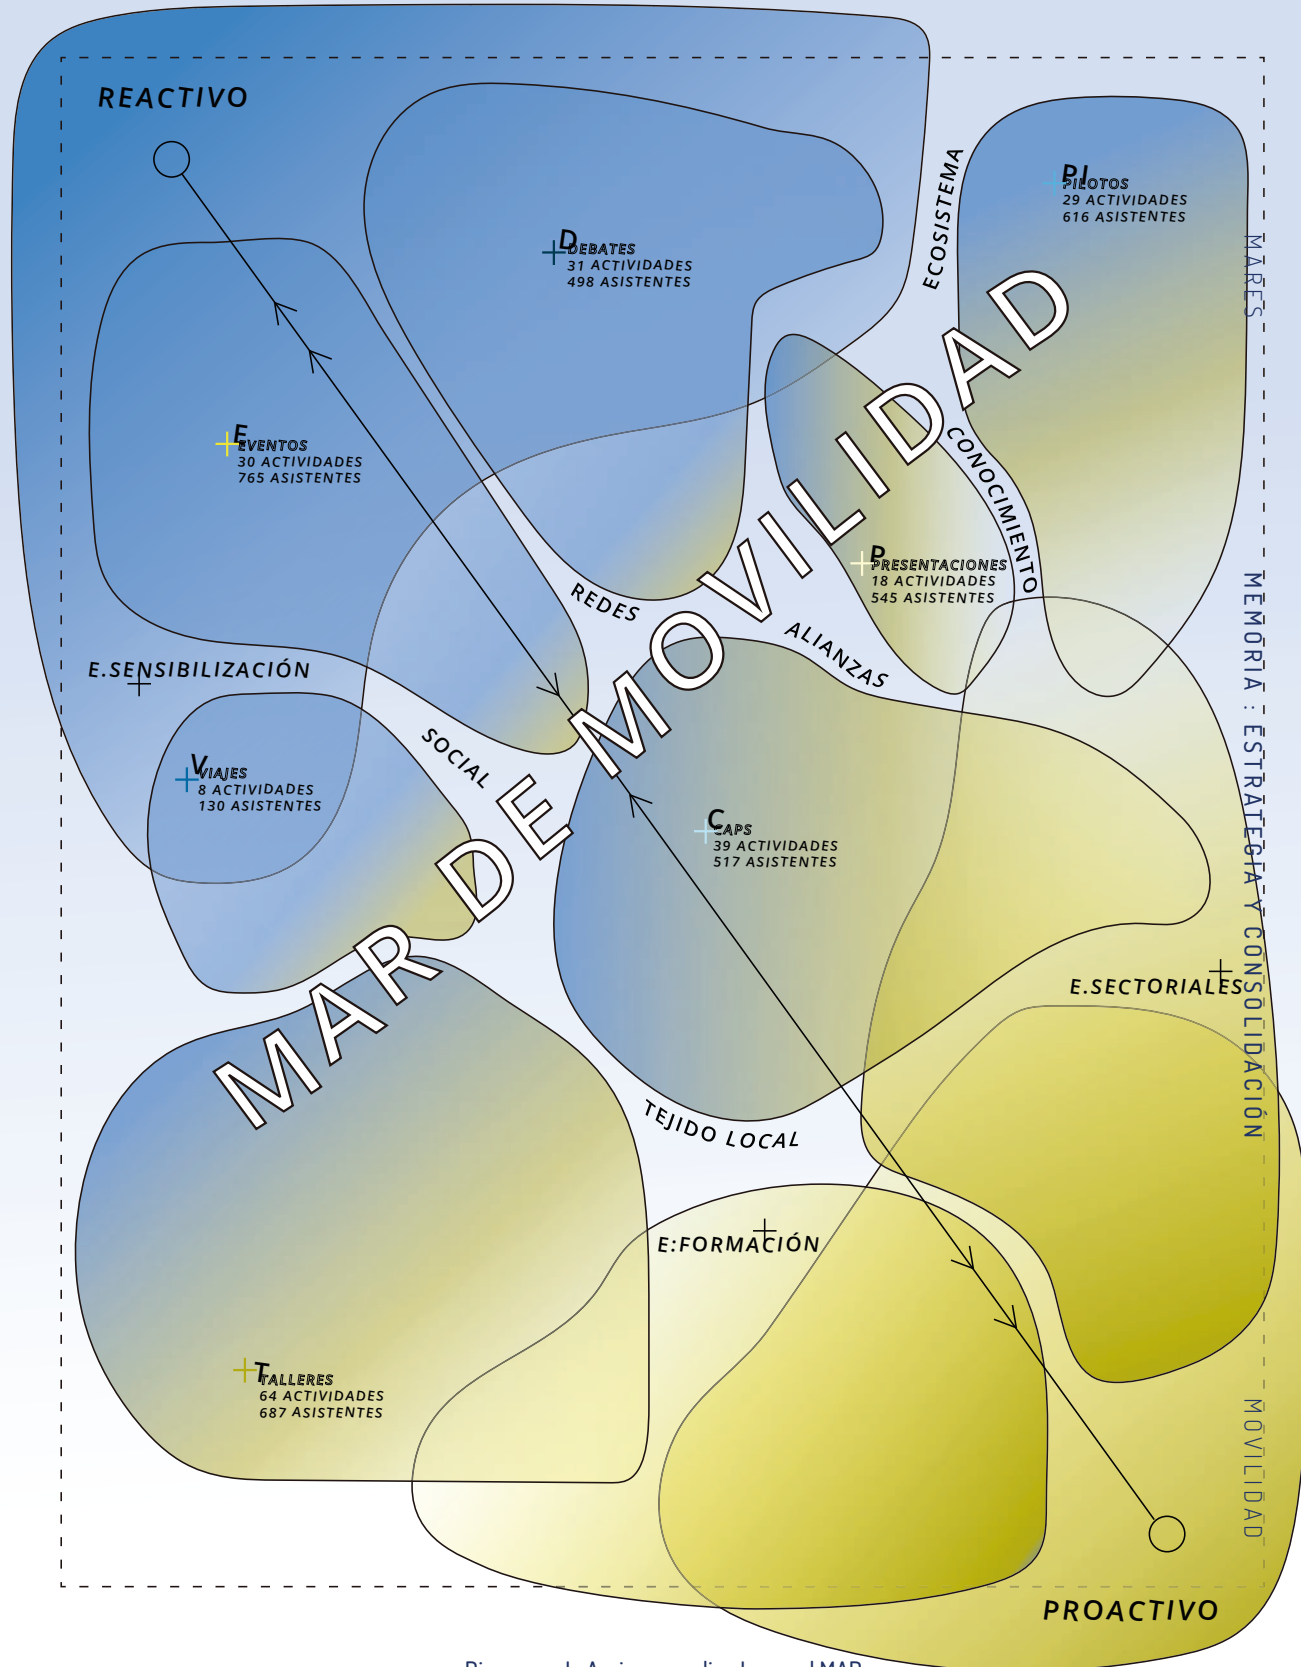 REACTIVO
ECOSISTEMA
PI
PILOTOS
29 ACTIVIDADES
616 ASISTENTES
D
DEBATES
31 ACTIVIDADES
498 ASISTENTES
MARES
E
EVENTOS
30 ACTIVIDADES
765 ASISTENTES
CONOCIMIENTO
P
PRESENTACIONES
18 ACTIVIDADES
545 ASISTENTES
REDES
ALIANZAS
MAR DE MOVILIDAD
E.SENSIBILIZACIÓN
SOCIAL
V
VIAJES
8 ACTIVIDADES
130 ASISTENTES
C
CAPS
39 ACTIVIDADES
517 ASISTENTES
MEMORIA : ESTRATEGIA Y CONSOLIDACIÓN
E.SECTORIALES
TEJIDO LOCAL
E:FORMACIÓN
T
TALLERES
64 ACTIVIDADES
687 ASISTENTES
MOVILIDAD
PROACTIVO